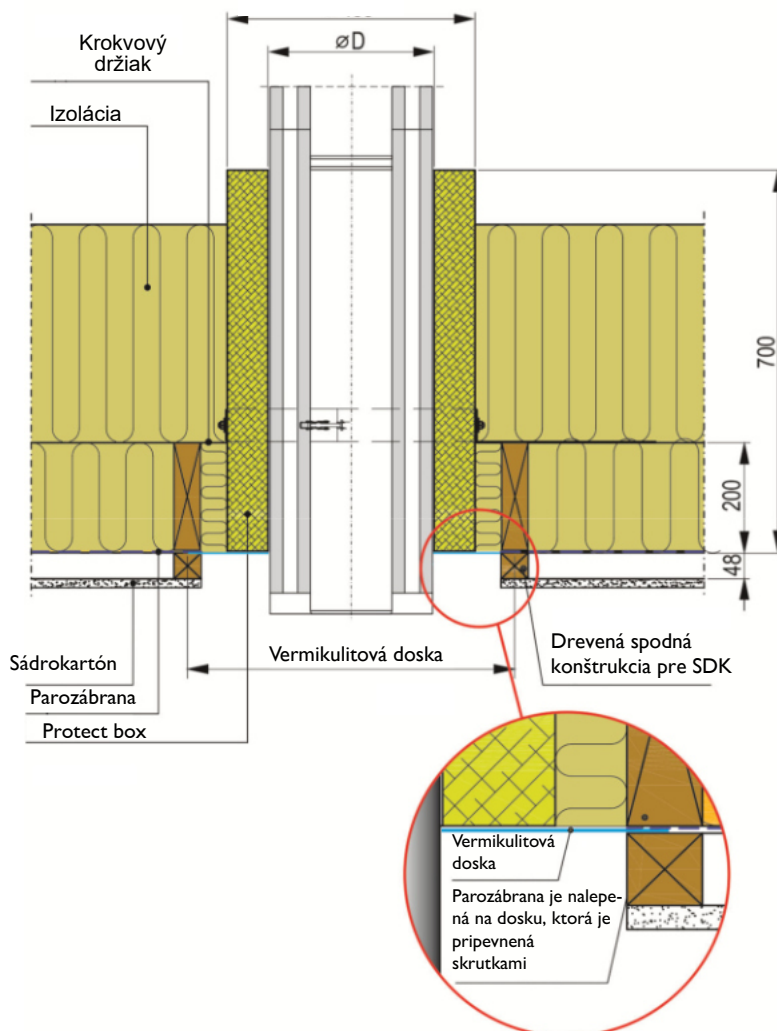 ⌀D
Krokvový
držiak
Izolácia
700
200
48
Sádrokartón
Parozábrana
Protect box
Vermikulitová doska
Drevená spodná
konštrukcia pre SDK
Vermikulitová
doska
Parozábrana je nalepe-
ná na dosku, ktorá je
pripevnená
skrutkami